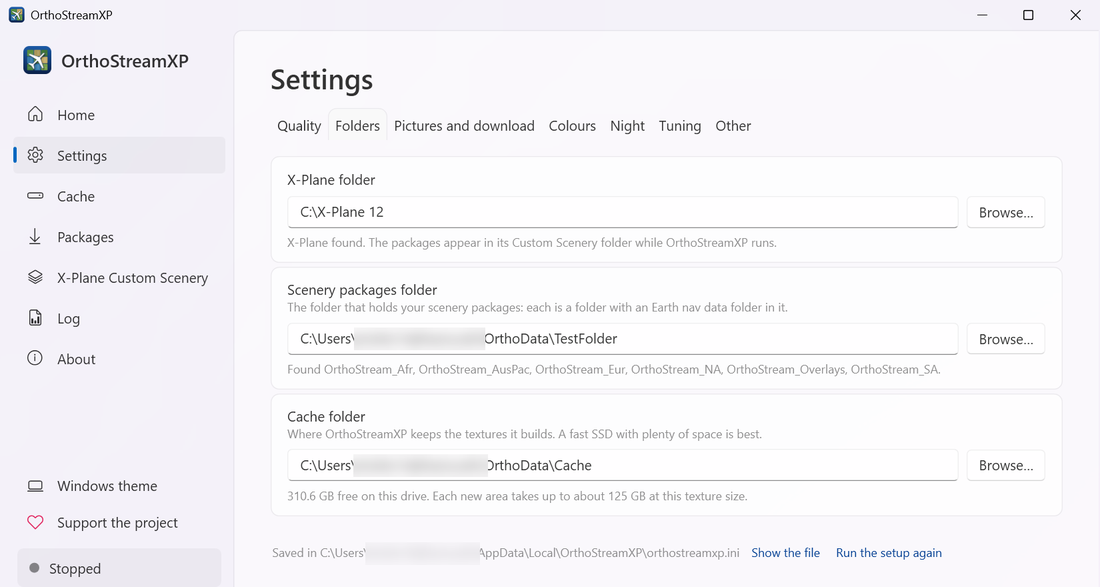 OrthoStreamXP
OrthoStreamXP
Home
Settings
Cache
Packages
X-Plane Custom Scenery
Log
About
Windows theme
Support the project
Stopped
Settings
Quality Folders Pictures and download Colours Night Tuning Other
X-Plane folder
C:\X-Plane 12 Browse...
X-Plane found. The packages appear in its Custom Scenery folder while OrthoStreamXP runs.
Scenery packages folder
The folder that holds your scenery packages: each is a folder with an Earth nav data folder in it.
C:\Users\ OrthoData\TestFolder Browse...
Found OrthoStream_Afr, OrthoStream_AusPac, OrthoStream_Eur, OrthoStream_NA, OrthoStream_Overlays, OrthoStream_SA.
Cache folder
Where OrthoStreamXP keeps the textures it builds. A fast SSD with plenty of space is best.
C:\Users\ OrthoData\Cache Browse...
310.6 GB free on this drive. Each new area takes up to about 125 GB at this texture size.
Saved in C:\Users\ AppData\Local\OrthoStreamXP\orthostreamxp.ini Show the file Run the setup again